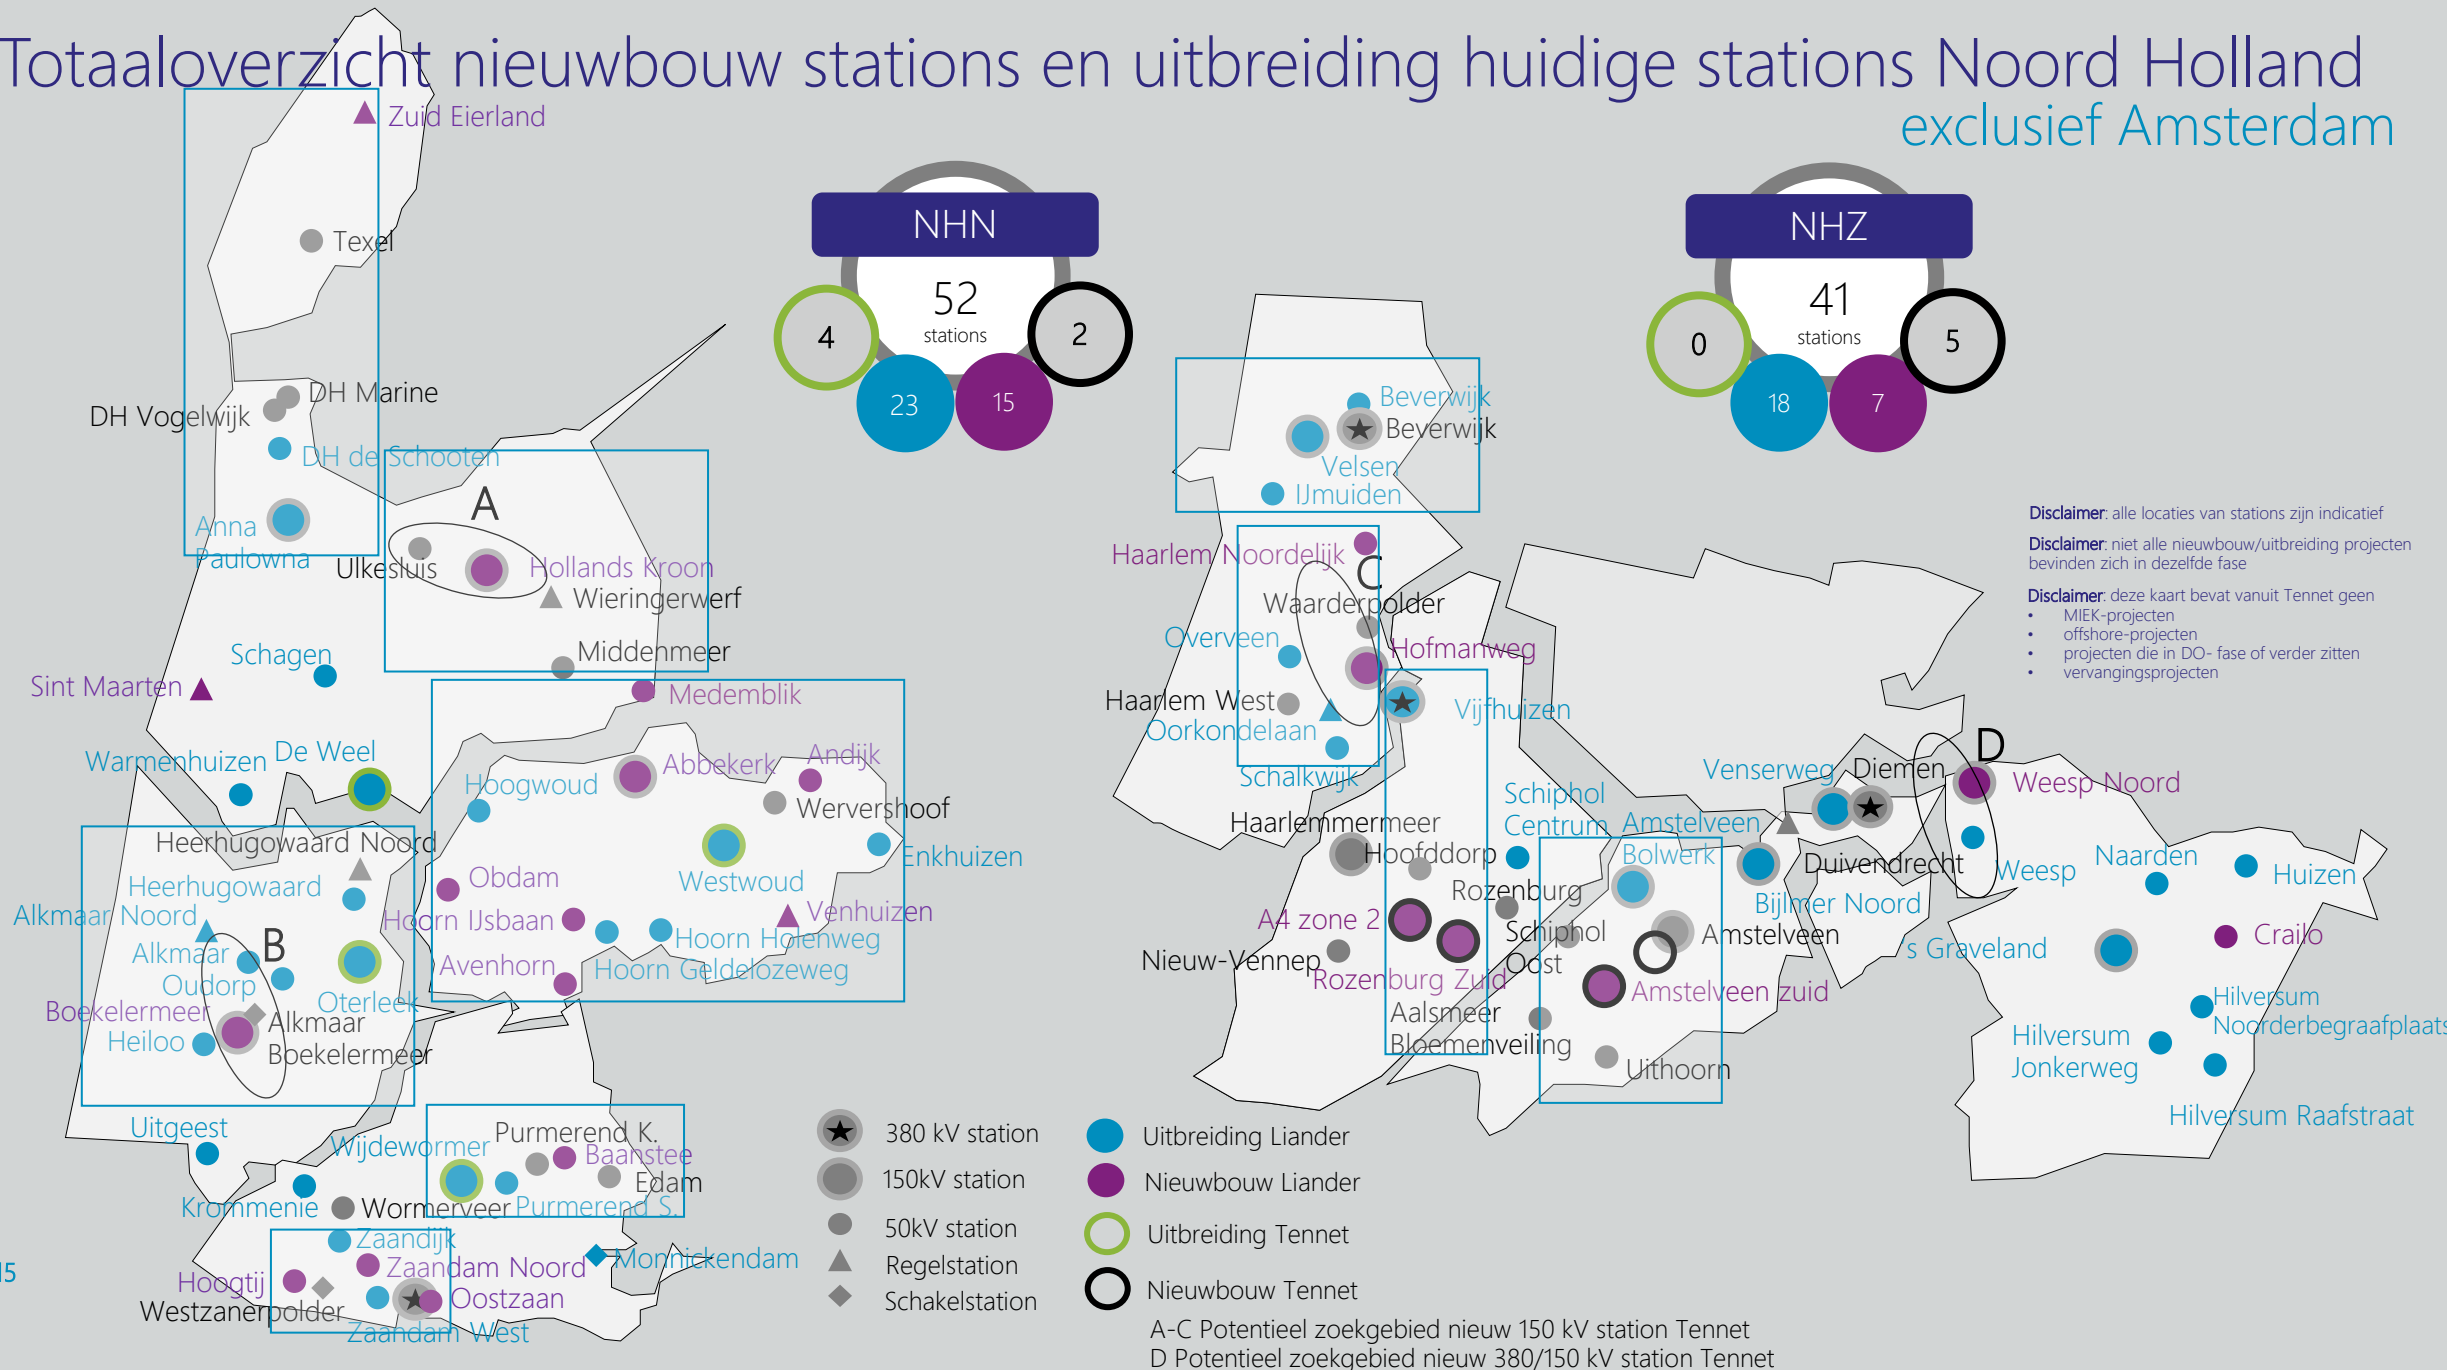 Totaaloverzicht nieuwbouw stations en uitbreiding huidige stations Noord Holland
exclusief Amsterdam
NHN
52
stations
4
23
15
2
NHZ
41
stations
0
18
7
5
Disclaimer: alle locaties van stations zijn indicatief
Disclaimer: niet alle nieuwbouw/uitbreiding projecten
bevinden zich in dezelfde fase
Disclaimer: deze kaart bevat vanuit Tennet geen
• MIEK-projecten
• offshore-projecten
• projecten die in DO- fase of verder zitten
• vervangingsprojecten
Zuid Eierland
Texel
DH Marine
DH Vogelwijk
DH de Schooten
Anna
Paulowna
A
Ulkesluis
Hollands Kroon
Wieringerwerf
Middenmeer
Schagen
Sint Maarten
Medemblik
Warmenhuizen
De Weel
Hoogwoud
Abbekerk
Andijk
Wervershoof
Enkhuizen
Westwoud
Obdam
Hoorn IJsbaan
Venhuizen
Hoorn Holenweg
Hoorn Geldelozeweg
Avenhorn
Heerhugowaard Noord
Heerhugowaard
Alkmaar Noord
B
Alkmaar
Oudorp
Oterleek
Boekelermeer
Heiloo
Alkmaar
Boekelermeer
Uitgeest
Krommenie
Wijdewormer
Purmerend K.
Baanstee
Edam
Purmerend S.
Wormerveer
Zaandijk
Zaandam Noord
Hoogtij
Westzanerpolder
Oostzaan
Zaandam West
Monnickendam
15
Beverwijk
Beverwijk
Velsen
IJmuiden
Haarlem Noordelijk
C
Waarderpolder
Overveen
Hofmanweg
Haarlem West
Oorkondelaan
Schalkwijk
Vijfhuizen
Haarlemmermeer
Hoofddorp
Schiphol
Centrum
Rozenburg
A4 zone 2
Nieuw-Vennep
Rozenburg Zuid
Schiphol
Oost
Aalsmeer
Bloemenveiling
Uithoorn
Amstelveen
Bolwerk
Amstelveen
Amstelveen zuid
Venserweg
Diemen
Duivendrecht
Bijlmer Noord
D
Weesp Noord
Weesp
Naarden
Huizen
's Graveland
Crailo
Hilversum
Noorderbegraafplaats
Hilversum
Jonkerweg
Hilversum Raafstraat
380 kV station
150kV station
50kV station
Regelstation
Schakelstation
Uitbreiding Liander
Nieuwbouw Liander
Uitbreiding Tennet
Nieuwbouw Tennet
A-C Potentieel zoekgebied nieuw 150 kV station Tennet
D Potentieel zoekgebied nieuw 380/150 kV station Tennet